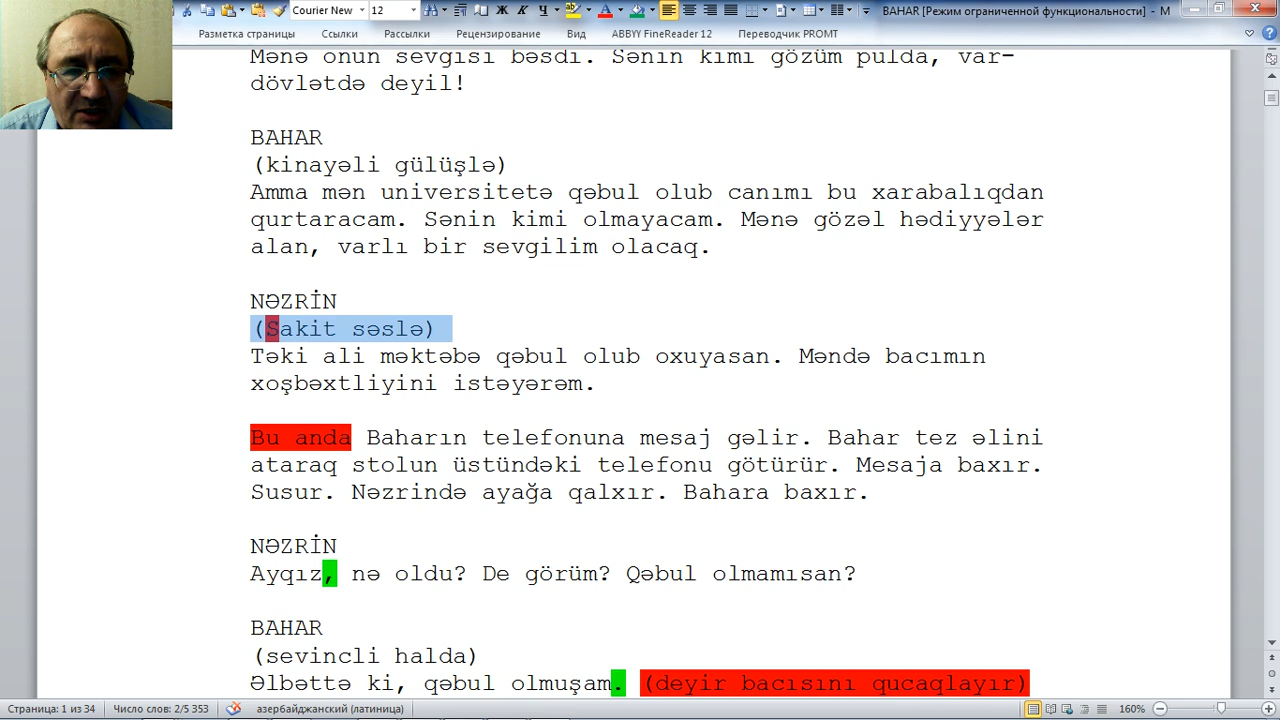 Courier New
12
Ж
К
Ч
BAHAR [Режим ограниченной функциональности] - M
Разметка страницы
Ссылки
Рассылки
Рецензирование
Вид
ABBYY FineReader 12
Переводчик PROMT
Mənə onun sevgisi bəsdi. Sənin kimi gözüm pulda, var-
dövlətdə deyil!
BAHAR
(kinayəli gülüşlə)
Amma mən universitetə qəbul olub canımı bu xarabalıqdan
qurtaracam. Sənin kimi olmayacam. Mənə gözəl hədiyyələr
alan, varlı bir sevgilim olacaq.
NƏZRİN
(Sakit səslə)
Təki ali məktəbə qəbul olub oxuyasan. Məndə bacımın
xoşbəxtliyini istəyərəm.
Bu anda Baharın telefonuna mesaj gəlir. Bahar tez əlini
ataraq stolun üstündəki telefonu götürür. Mesaja baxır.
Susur. Nəzrində ayağa qalxır. Bahara baxır.
NƏZRİN
Ayqız, nə oldu? De görüm? Qəbul olmamısan?
BAHAR
(sevincli halda)
Əlbəttə ki, qəbul olmuşam. (deyir bacısını qucaqlayır)
Страница: 1 из 34
Число слов: 2/5 353
азербайджанский (латиница)
160%